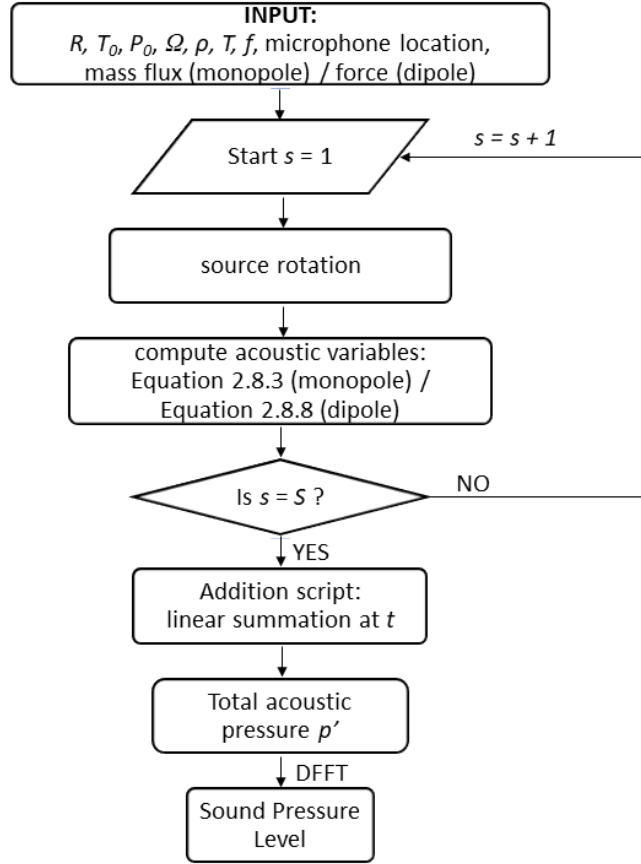 INPUT:
R, T₀, P₀, Ω, ρ, T, f, microphone location,
mass flux (monopole) / force (dipole)
Start s = 1
s = s + 1
source rotation
compute acoustic variables:
Equation 2.8.3 (monopole) /
Equation 2.8.8 (dipole)
Is s = S ?
NO
YES
Addition script:
linear summation at t
Total acoustic
pressure p’
DFFT
Sound Pressure
Level